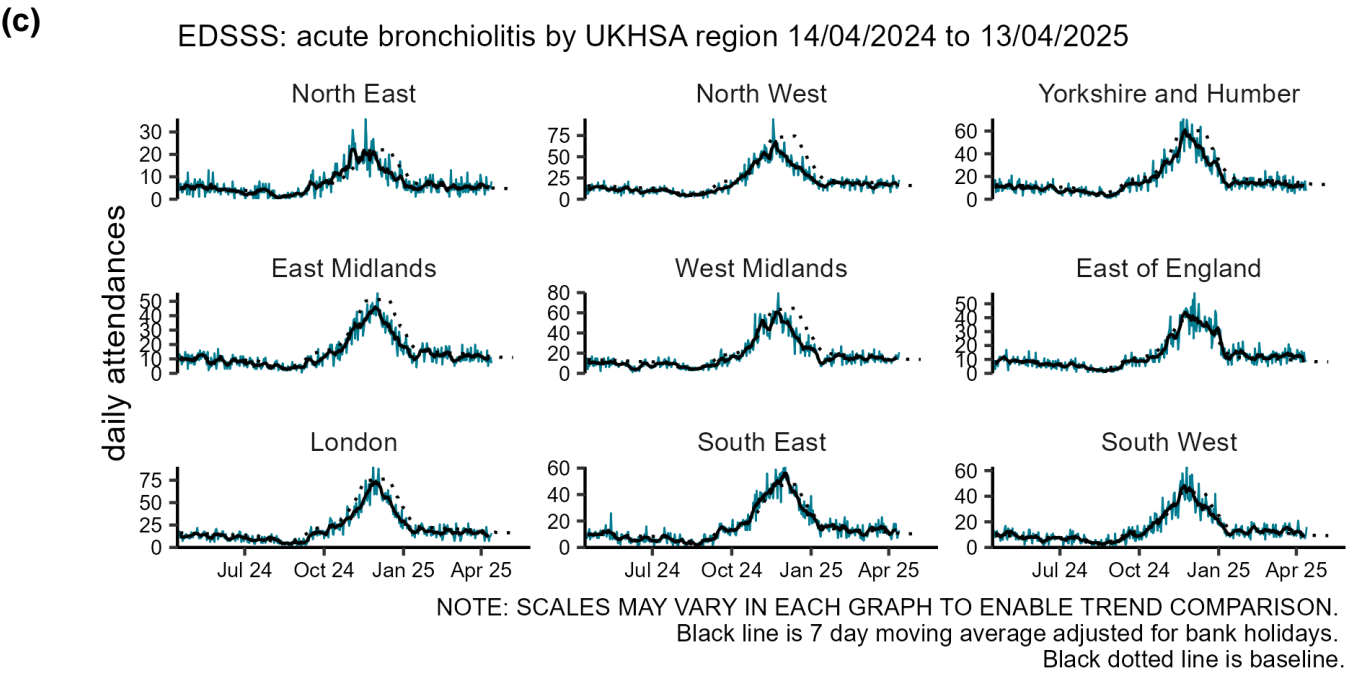 (c)
EDSSS: acute bronchiolitis by UKHSA region 14/04/2024 to 13/04/2025
daily attendances
North East
30
20
10
0
North West
75
50
25
0
Yorkshire and Humber
60
40
20
0
East Midlands
50
40
30
20
10
0
West Midlands
80
60
40
20
0
East of England
50
40
30
20
10
0
London
75
50
25
0
Jul 24 Oct 24 Jan 25 Apr 25
South East
60
40
20
0
Jul 24 Oct 24 Jan 25 Apr 25
South West
60
40
20
0
Jul 24 Oct 24 Jan 25 Apr 25
NOTE: SCALES MAY VARY IN EACH GRAPH TO ENABLE TREND COMPARISON.
Black line is 7 day moving average adjusted for bank holidays.
Black dotted line is baseline.